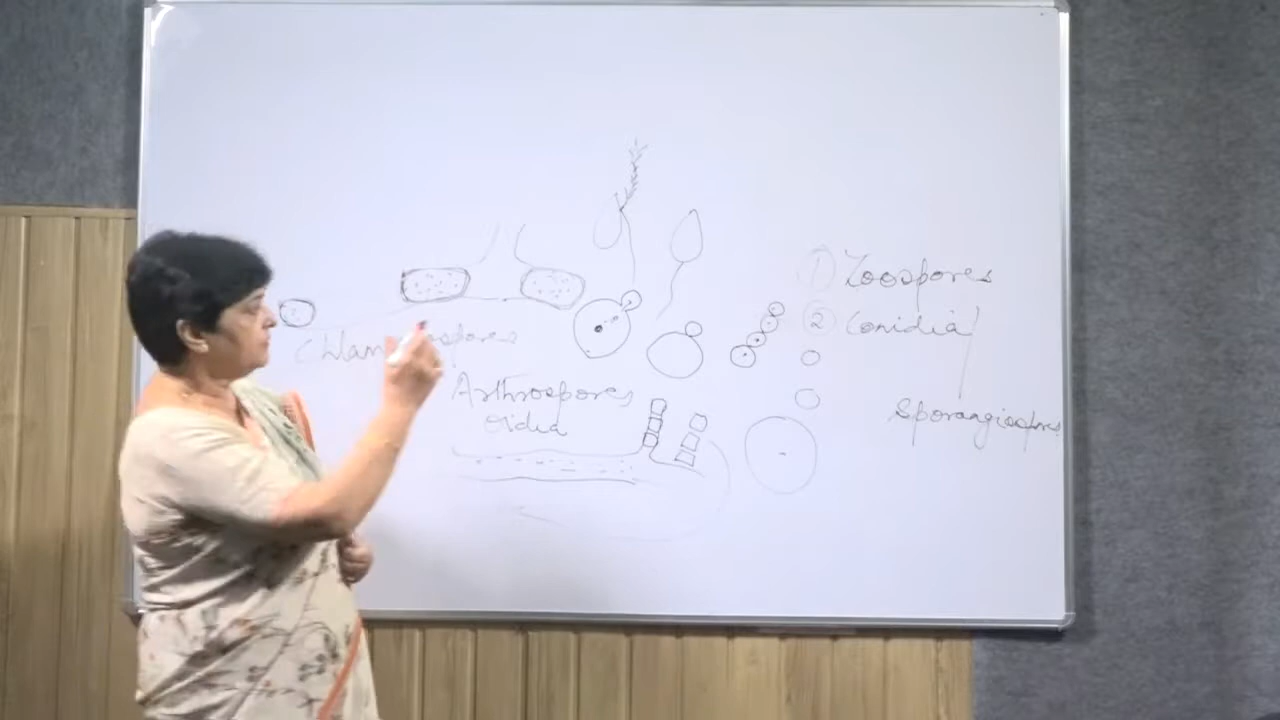 ① Zoospores
② Conidia
Arthrospores
oidia
Sporangiospores